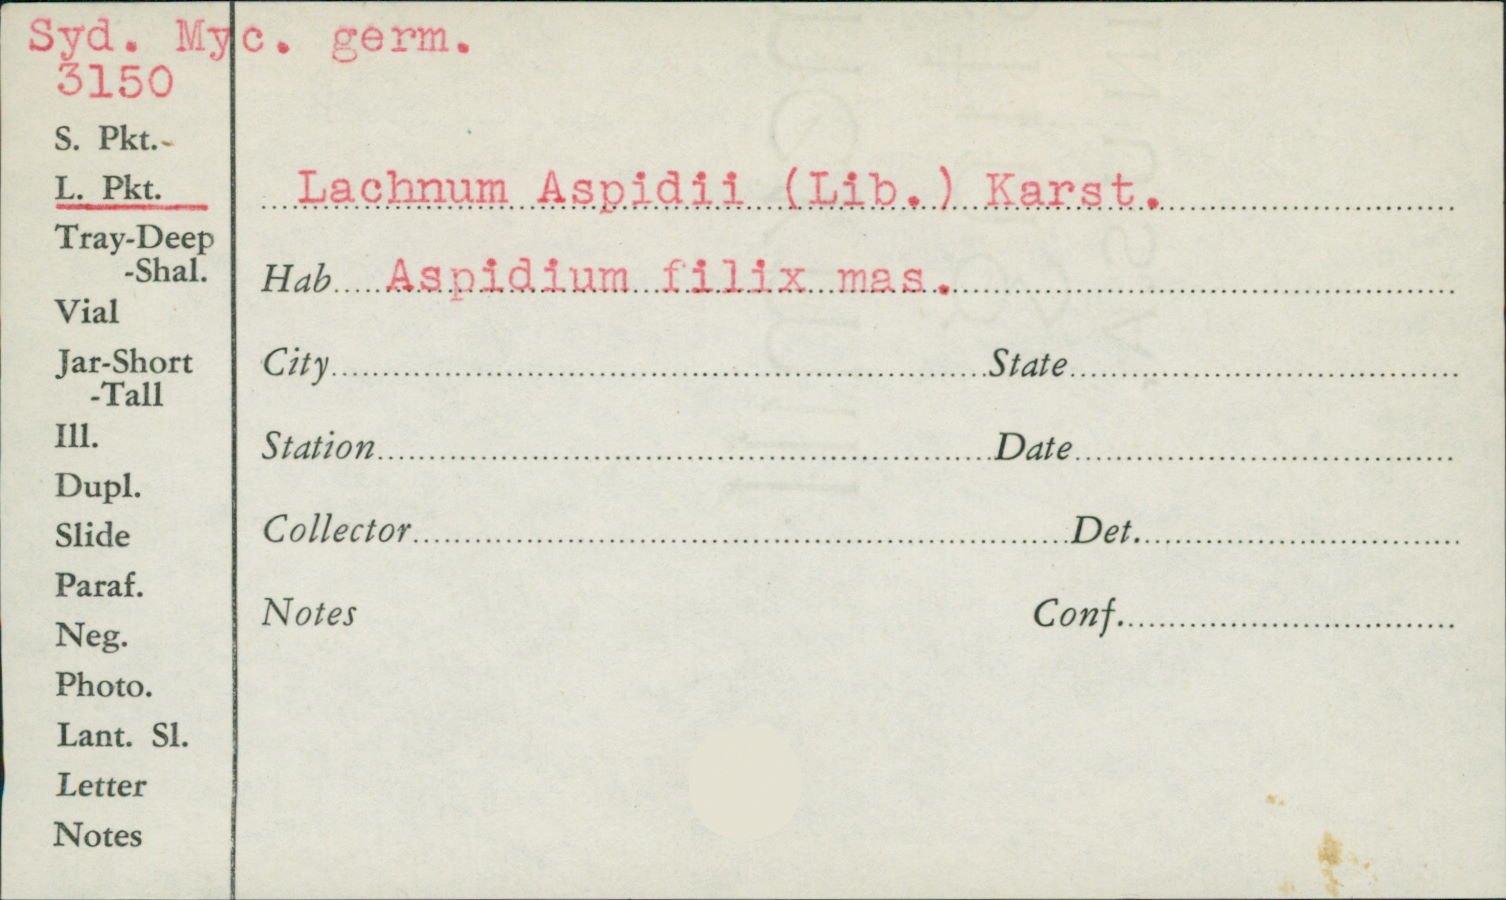 Syd. Myc. germ.
3150
S. Pkt.
L. Pkt.
Tray-Deep
-Shal.
Vial
Jar-Short
-Tall
Ill.
Dupl.
Slide
Paraf.
Neg.
Photo.
Lant. Sl.
Letter
Notes
Lachnum Aspidii (Lib.) Karst.
Hab Aspidium filix mas.
City State
Station Date
Collector Det.
Notes Conf.